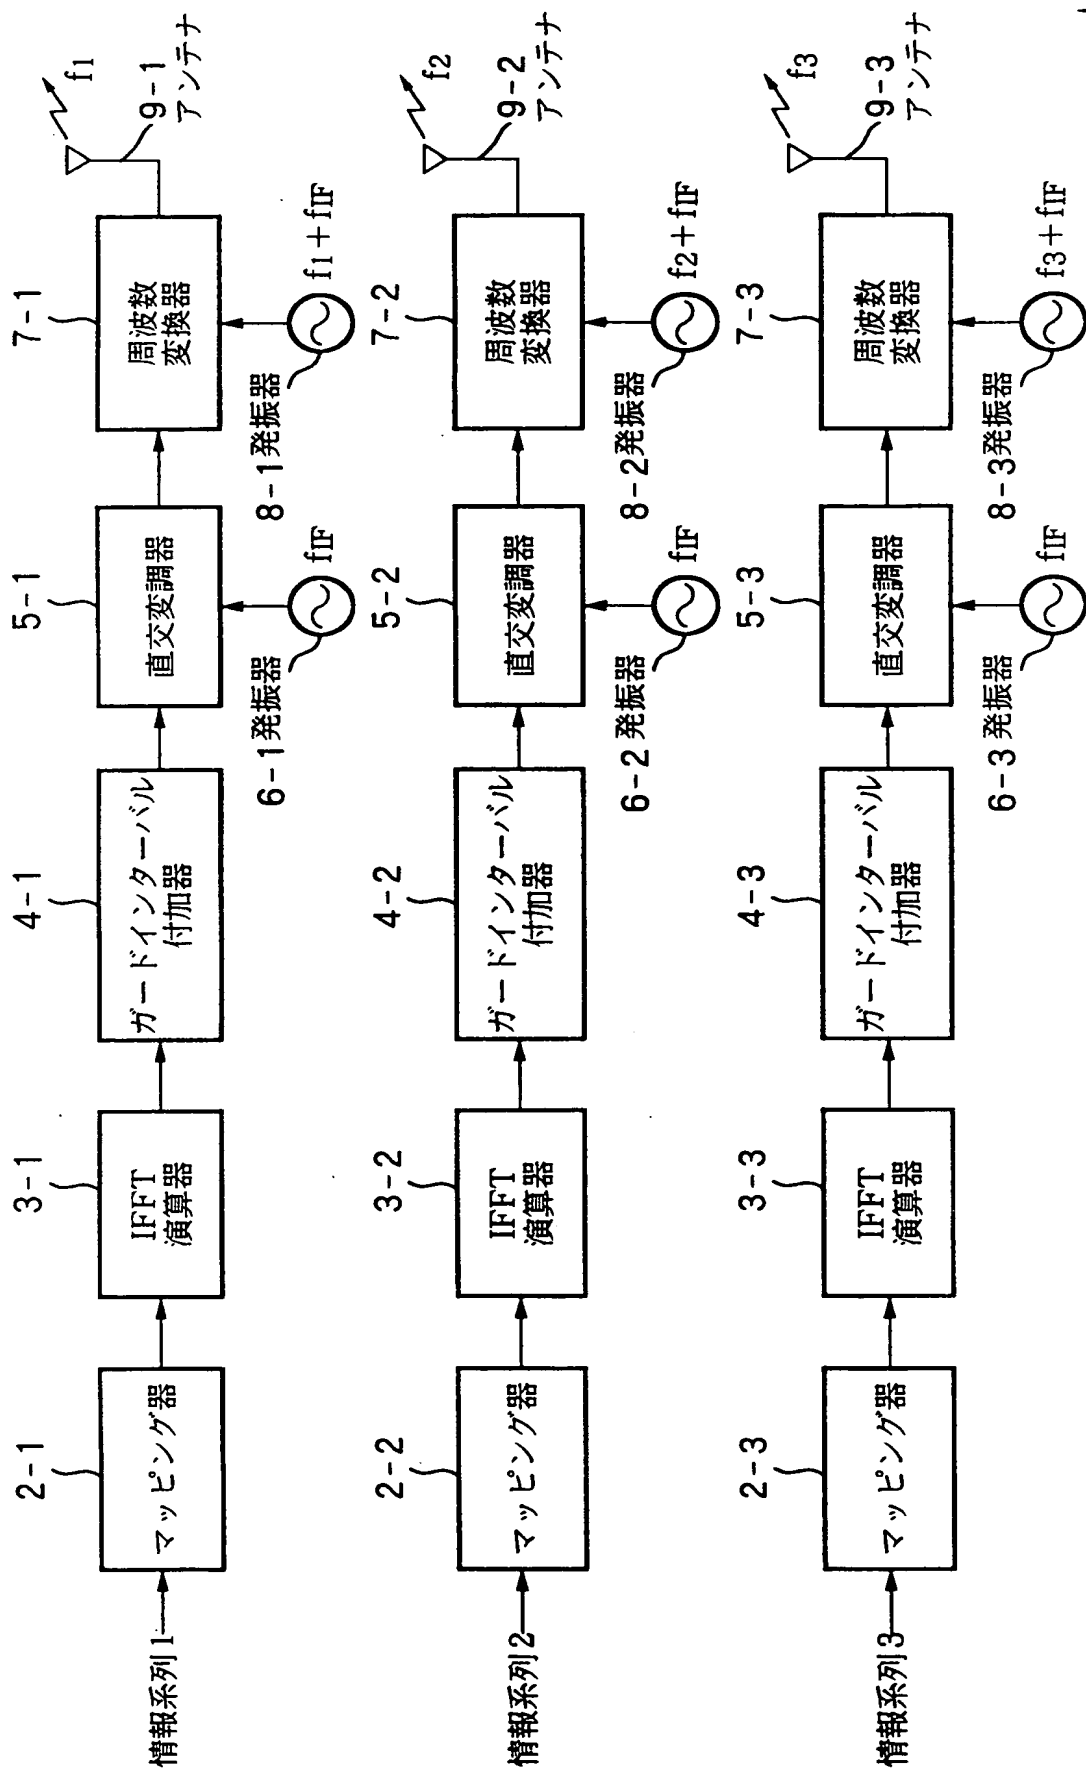 情報系列1
2-1
マッピング器
3-1
IFFT
演算器
4-1
ガードインターバル
付加器
5-1
直交変調器
6-1発振器
fIF
7-1
周波数
変換器
8-1発振器
f1+fIF
9-1
アンテナ
f1
情報系列2
2-2
マッピング器
3-2
IFFT
演算器
4-2
ガードインターバル
付加器
5-2
直交変調器
6-2発振器
fIF
7-2
周波数
変換器
8-2発振器
f2+fIF
9-2
アンテナ
f2
情報系列3
2-3
マッピング器
3-3
IFFT
演算器
4-3
ガードインターバル
付加器
5-3
直交変調器
6-3発振器
fIF
7-3
周波数
変換器
8-3発振器
f3+fIF
9-3
アンテナ
f3